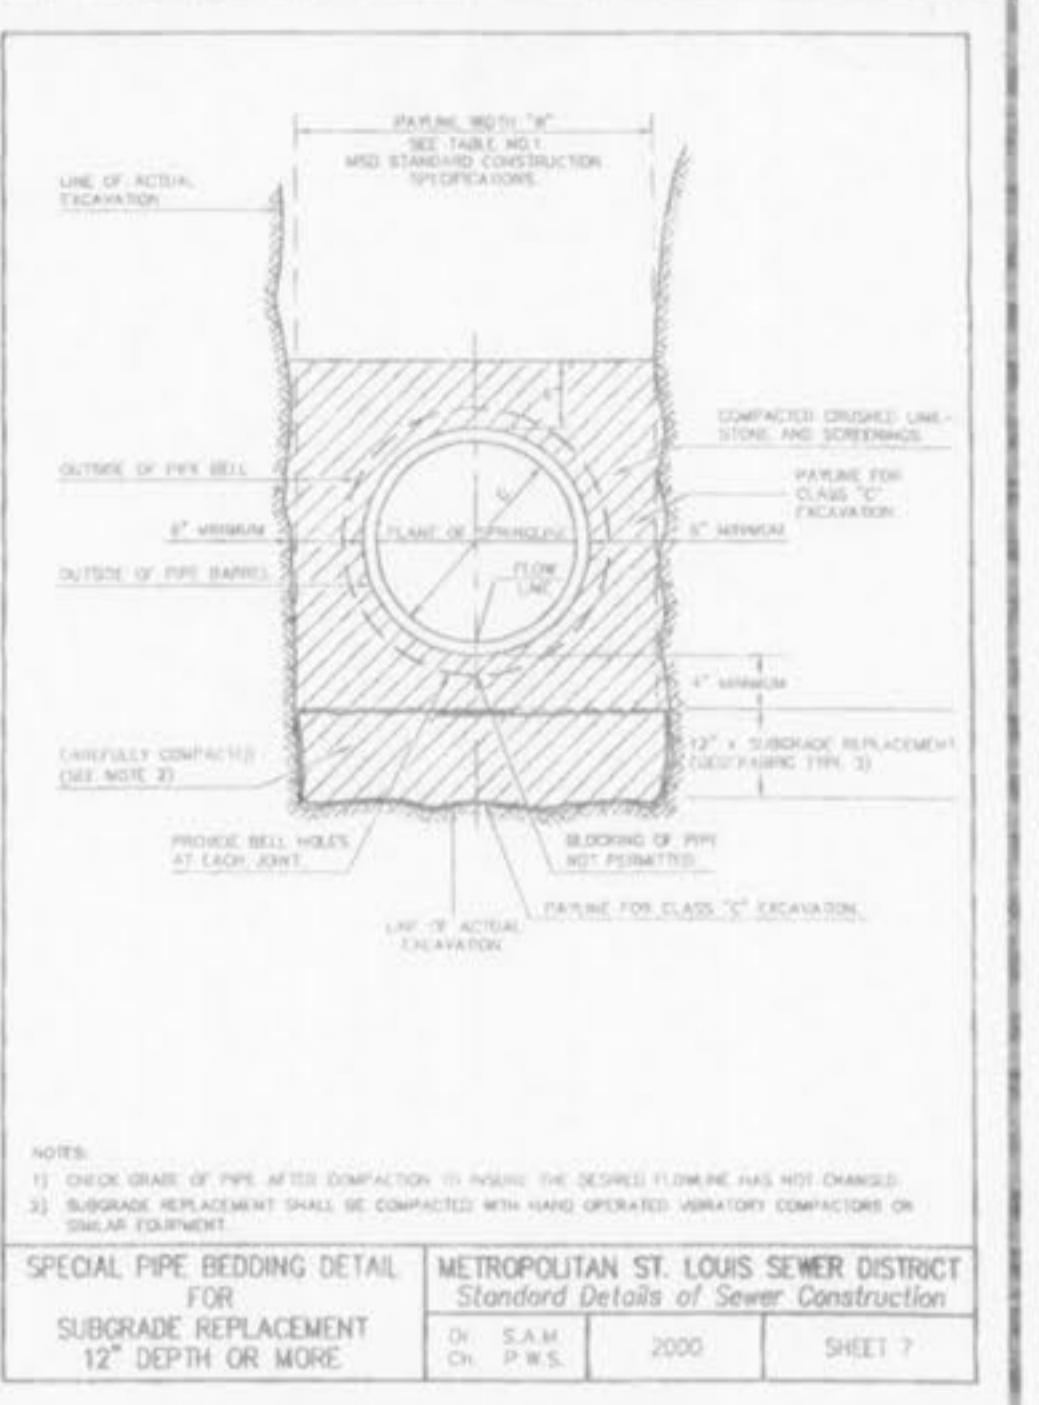 PAYLINE WIDTH "W"
SEE TABLE NO.1
MSD STANDARD CONSTRUCTION
SPECIFICATIONS.
LINE OF ACTUAL
EXCAVATION
6"
COMPACTED CRUSHED LIME-
STONE AND SCREENINGS.
OUTSIDE OF PIPE BELL
PAYLINE FOR
CLASS "C"
EXCAVATION
MINIMUM
PLANE OF SPRINGLINE
6" MINIMUM
OUTSIDE OF PIPE BARREL
FLOW
LINE
4" MINIMUM
CAREFULLY COMPACTED
(SEE NOTE 2)
12" + SUBGRADE REPLACEMENT
(GEOFABRIC TYPE 3)
PROVIDE BELL HOLES
AT EACH JOINT.
BLOCKING OF PIPE
NOT PERMITTED.
PAYLINE FOR CLASS "C" EXCAVATION.
LINE OF ACTUAL
EXCAVATION
NOTES:
1) CHECK GRADE OF PIPE AFTER COMPACTION TO INSURE THE DESIRED FLOWLINE HAS NOT CHANGED.
2) SUBGRADE REPLACEMENT SHALL BE COMPACTED WITH HAND OPERATED VIBRATORY COMPACTORS OR
SIMILAR EQUIPMENT.
SPECIAL PIPE BEDDING DETAIL
FOR
SUBGRADE REPLACEMENT
12" DEPTH OR MORE
METROPOLITAN ST. LOUIS SEWER DISTRICT
Standard Details of Sewer Construction
Dr. S.A.M.
Ch. P.W.S.
2000
SHEET 7